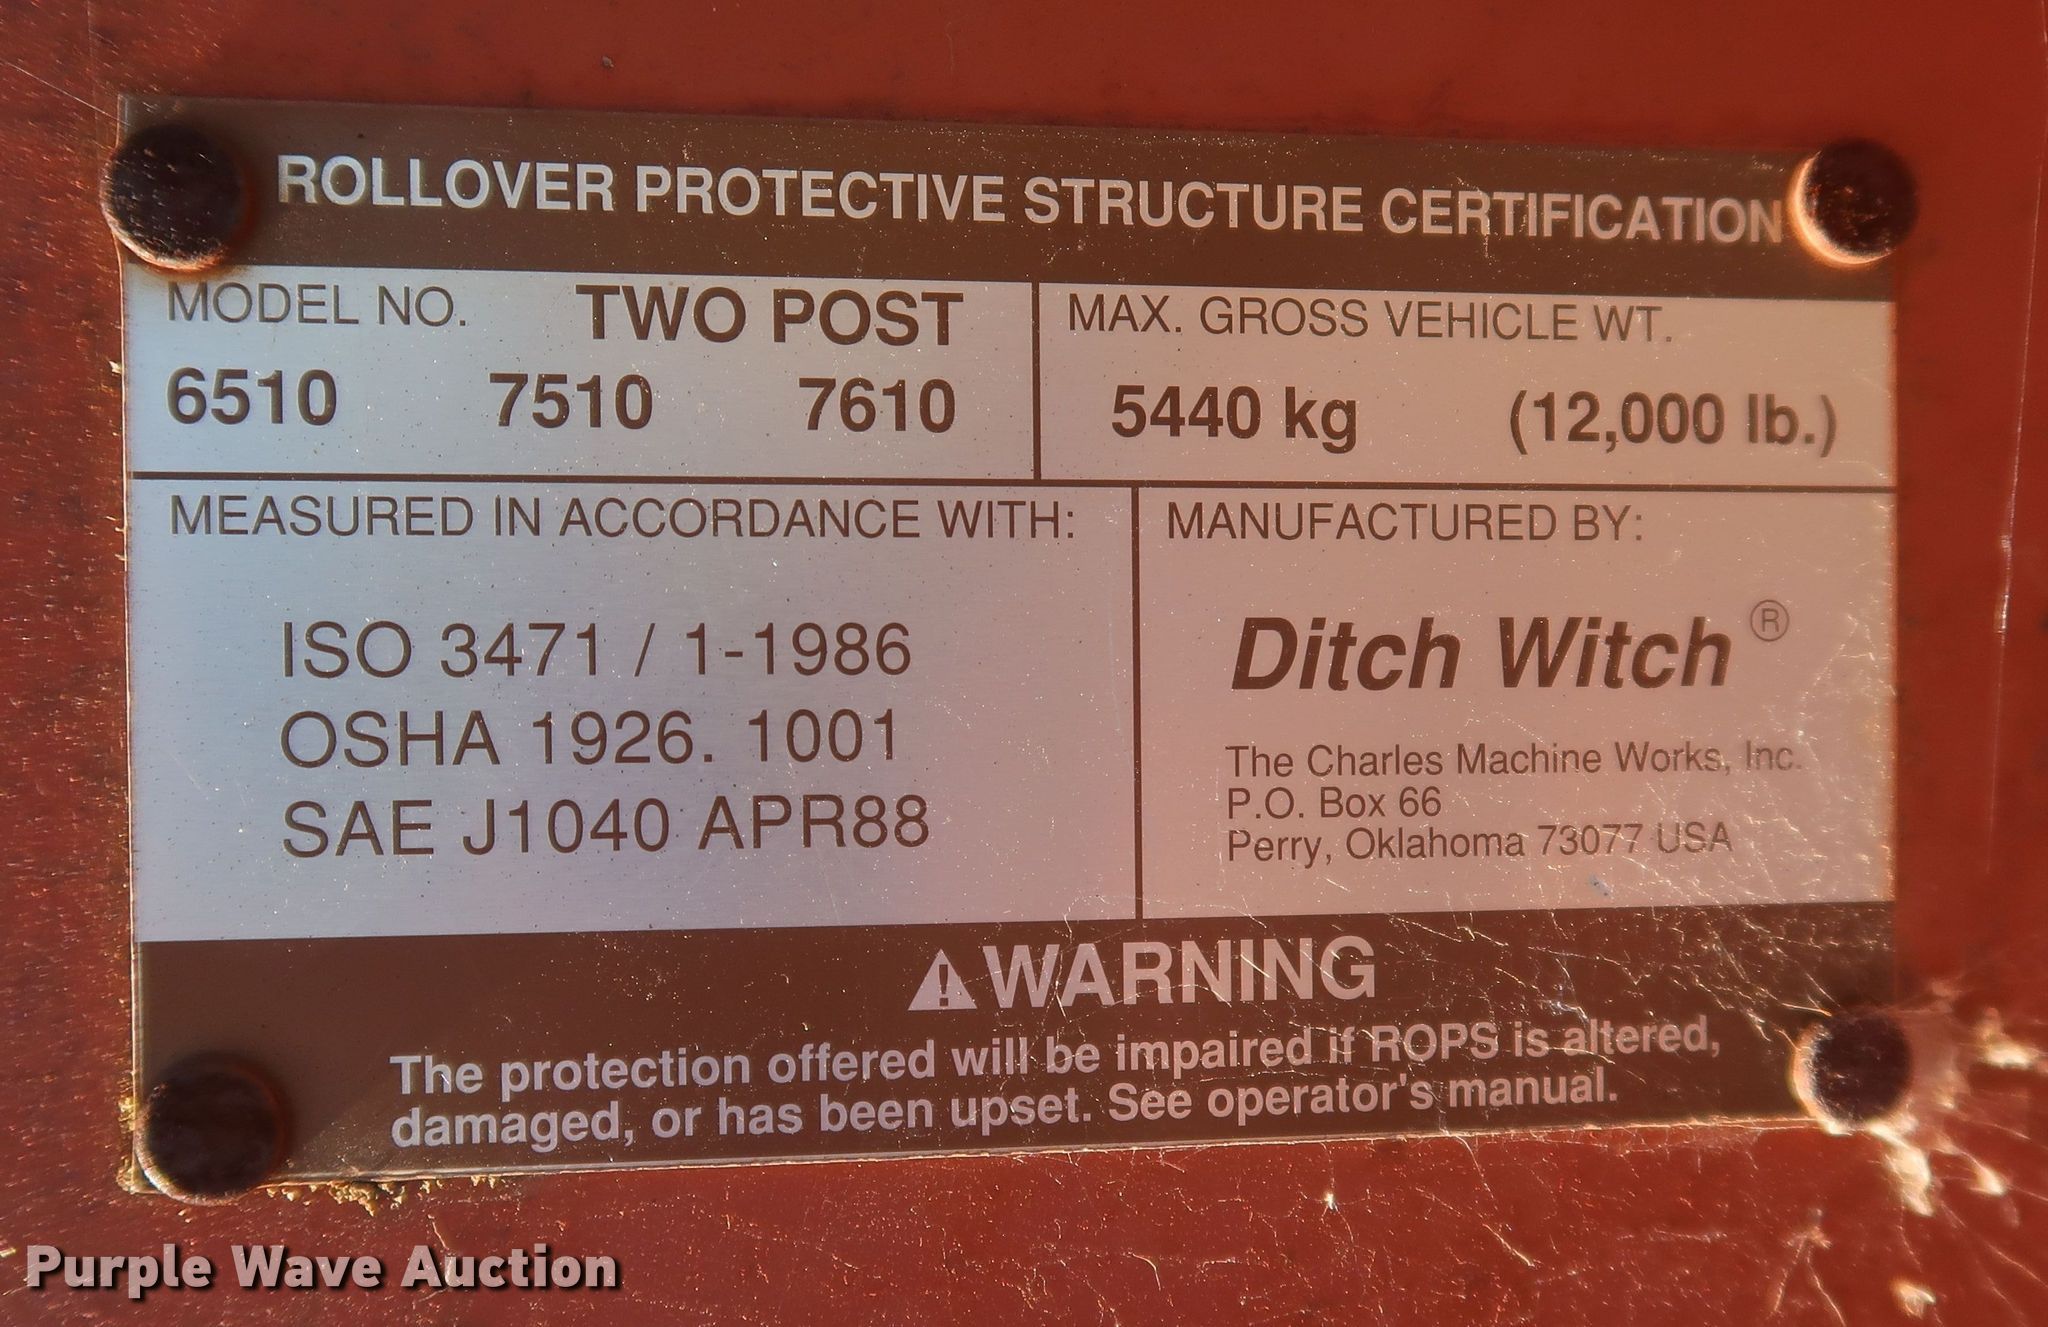 ROLLOVER PROTECTIVE STRUCTURE CERTIFICATION
MODEL NO. TWO POST
6510 7510 7610
MAX. GROSS VEHICLE WT.
5440 kg (12,000 lb.)
MEASURED IN ACCORDANCE WITH:
ISO 3471 / 1-1986
OSHA 1926. 1001
SAE J1040 APR88
MANUFACTURED BY:
Ditch Witch ®
The Charles Machine Works, Inc.
P.O. Box 66
Perry, Oklahoma 73077 USA
WARNING
The protection offered will be impaired if ROPS is altered,
damaged, or has been upset. See operator's manual.
Purple Wave Auction